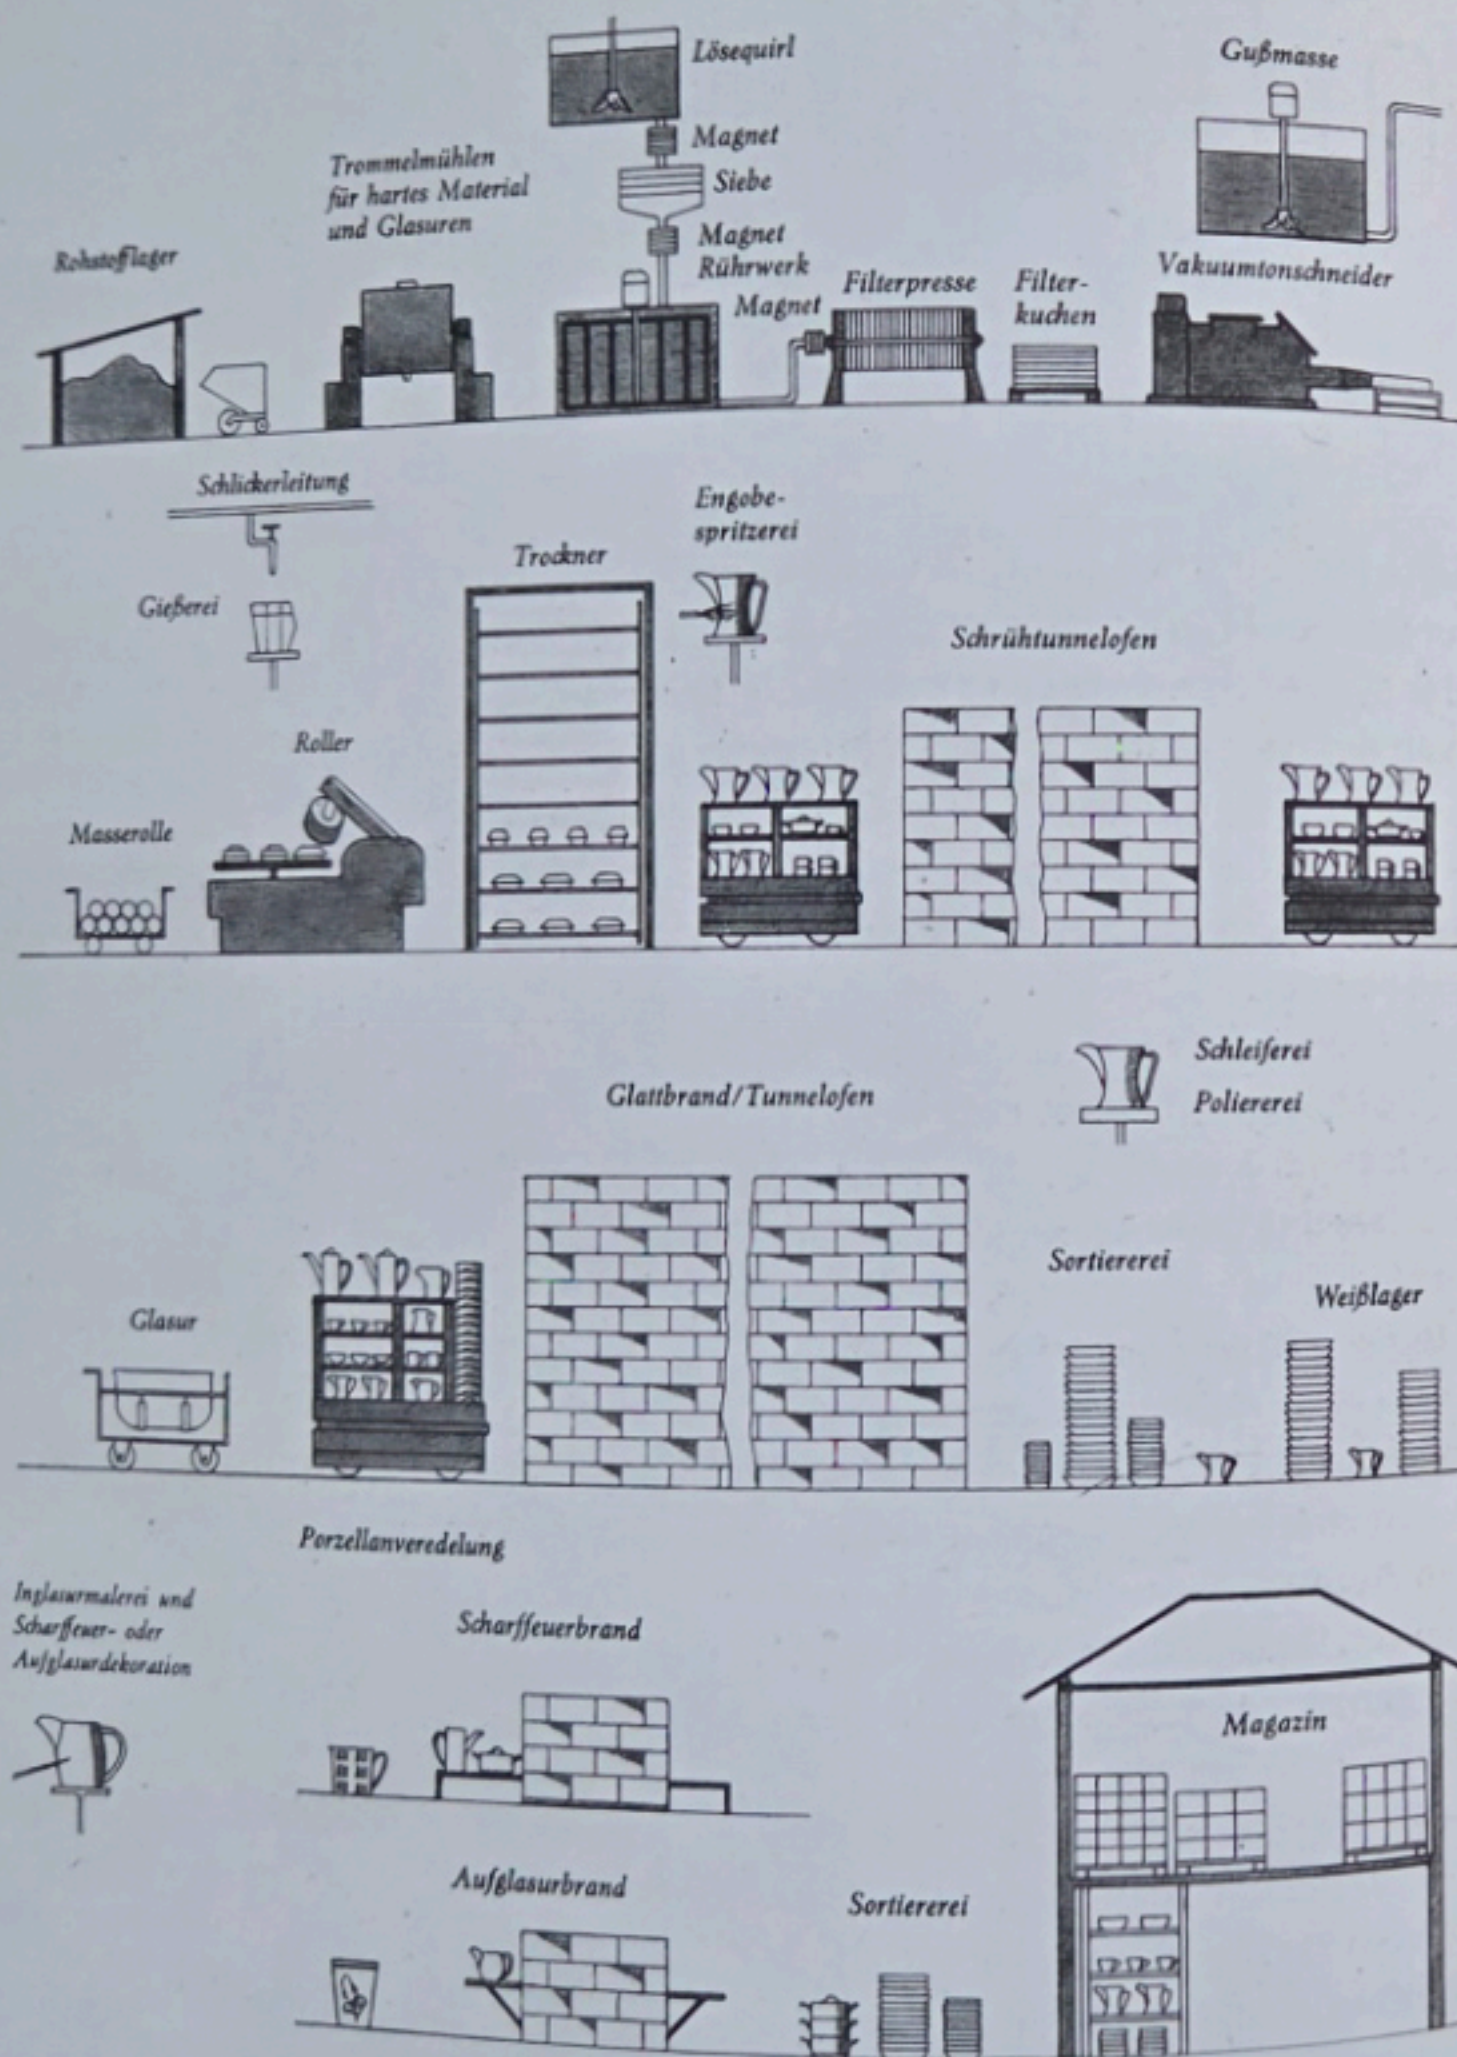 Lösequirl
Gußmasse
Magnet
Trommelmühlen
für hartes Material
und Glasuren
Siebe
Rohstofflager
Magnet
Rührwerk
Magnet
Filterpresse
Filter-
kuchen
Vakuumtonschneider
Schlickerleitung
Engobe-
spritzerei
Trockner
Gießerei
Schrühtunnelofen
Roller
Masserolle
Schleiferei
Poliererei
Glattbrand/Tunnelofen
Sortiererei
Weißlager
Glasur
Porzellanveredelung
Inglasurmalerei und
Scharffeuer- oder
Aufglasurdekoration
Scharffeuerbrand
Magazin
Aufglasurbrand
Sortiererei